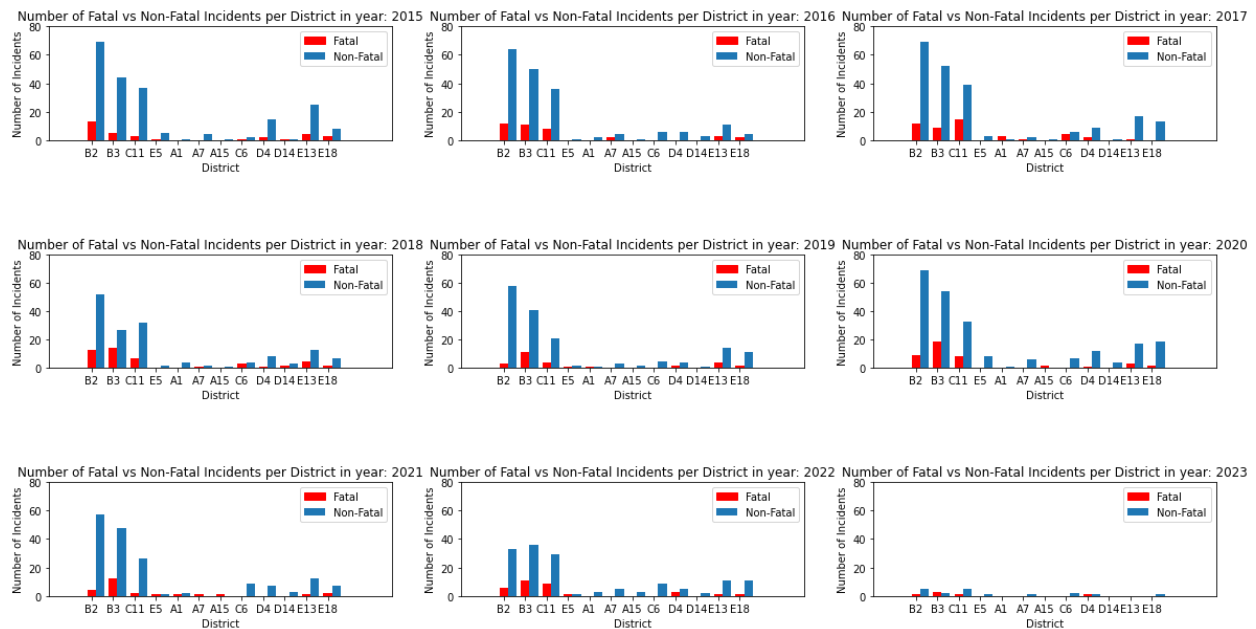 Number of Fatal vs Non-Fatal Incidents per District in year: 2015
80
60
40
20
0
Number of Incidents
Fatal
Non-Fatal
B2 B3 C11 E5 A1 A7 A15 C6 D4 D14 E13 E18
District
Number of Fatal vs Non-Fatal Incidents per District in year: 2016
80
60
40
20
0
Number of Incidents
Fatal
Non-Fatal
B2 B3 C11 E5 A1 A7 A15 C6 D4 D14 E13 E18
District
Number of Fatal vs Non-Fatal Incidents per District in year: 2017
80
60
40
20
0
Number of Incidents
Fatal
Non-Fatal
B2 B3 C11 E5 A1 A7 A15 C6 D4 D14 E13 E18
District
Number of Fatal vs Non-Fatal Incidents per District in year: 2018
80
60
40
20
0
Number of Incidents
Fatal
Non-Fatal
B2 B3 C11 E5 A1 A7 A15 C6 D4 D14 E13 E18
District
Number of Fatal vs Non-Fatal Incidents per District in year: 2019
80
60
40
20
0
Number of Incidents
Fatal
Non-Fatal
B2 B3 C11 E5 A1 A7 A15 C6 D4 D14 E13 E18
District
Number of Fatal vs Non-Fatal Incidents per District in year: 2020
80
60
40
20
0
Number of Incidents
Fatal
Non-Fatal
B2 B3 C11 E5 A1 A7 A15 C6 D4 D14 E13 E18
District
Number of Fatal vs Non-Fatal Incidents per District in year: 2021
80
60
40
20
0
Number of Incidents
Fatal
Non-Fatal
B2 B3 C11 E5 A1 A7 A15 C6 D4 D14 E13 E18
District
Number of Fatal vs Non-Fatal Incidents per District in year: 2022
80
60
40
20
0
Number of Incidents
Fatal
Non-Fatal
B2 B3 C11 E5 A1 A7 A15 C6 D4 D14 E13 E18
District
Number of Fatal vs Non-Fatal Incidents per District in year: 2023
80
60
40
20
0
Number of Incidents
Fatal
Non-Fatal
B2 B3 C11 E5 A1 A7 A15 C6 D4 D14 E13 E18
District